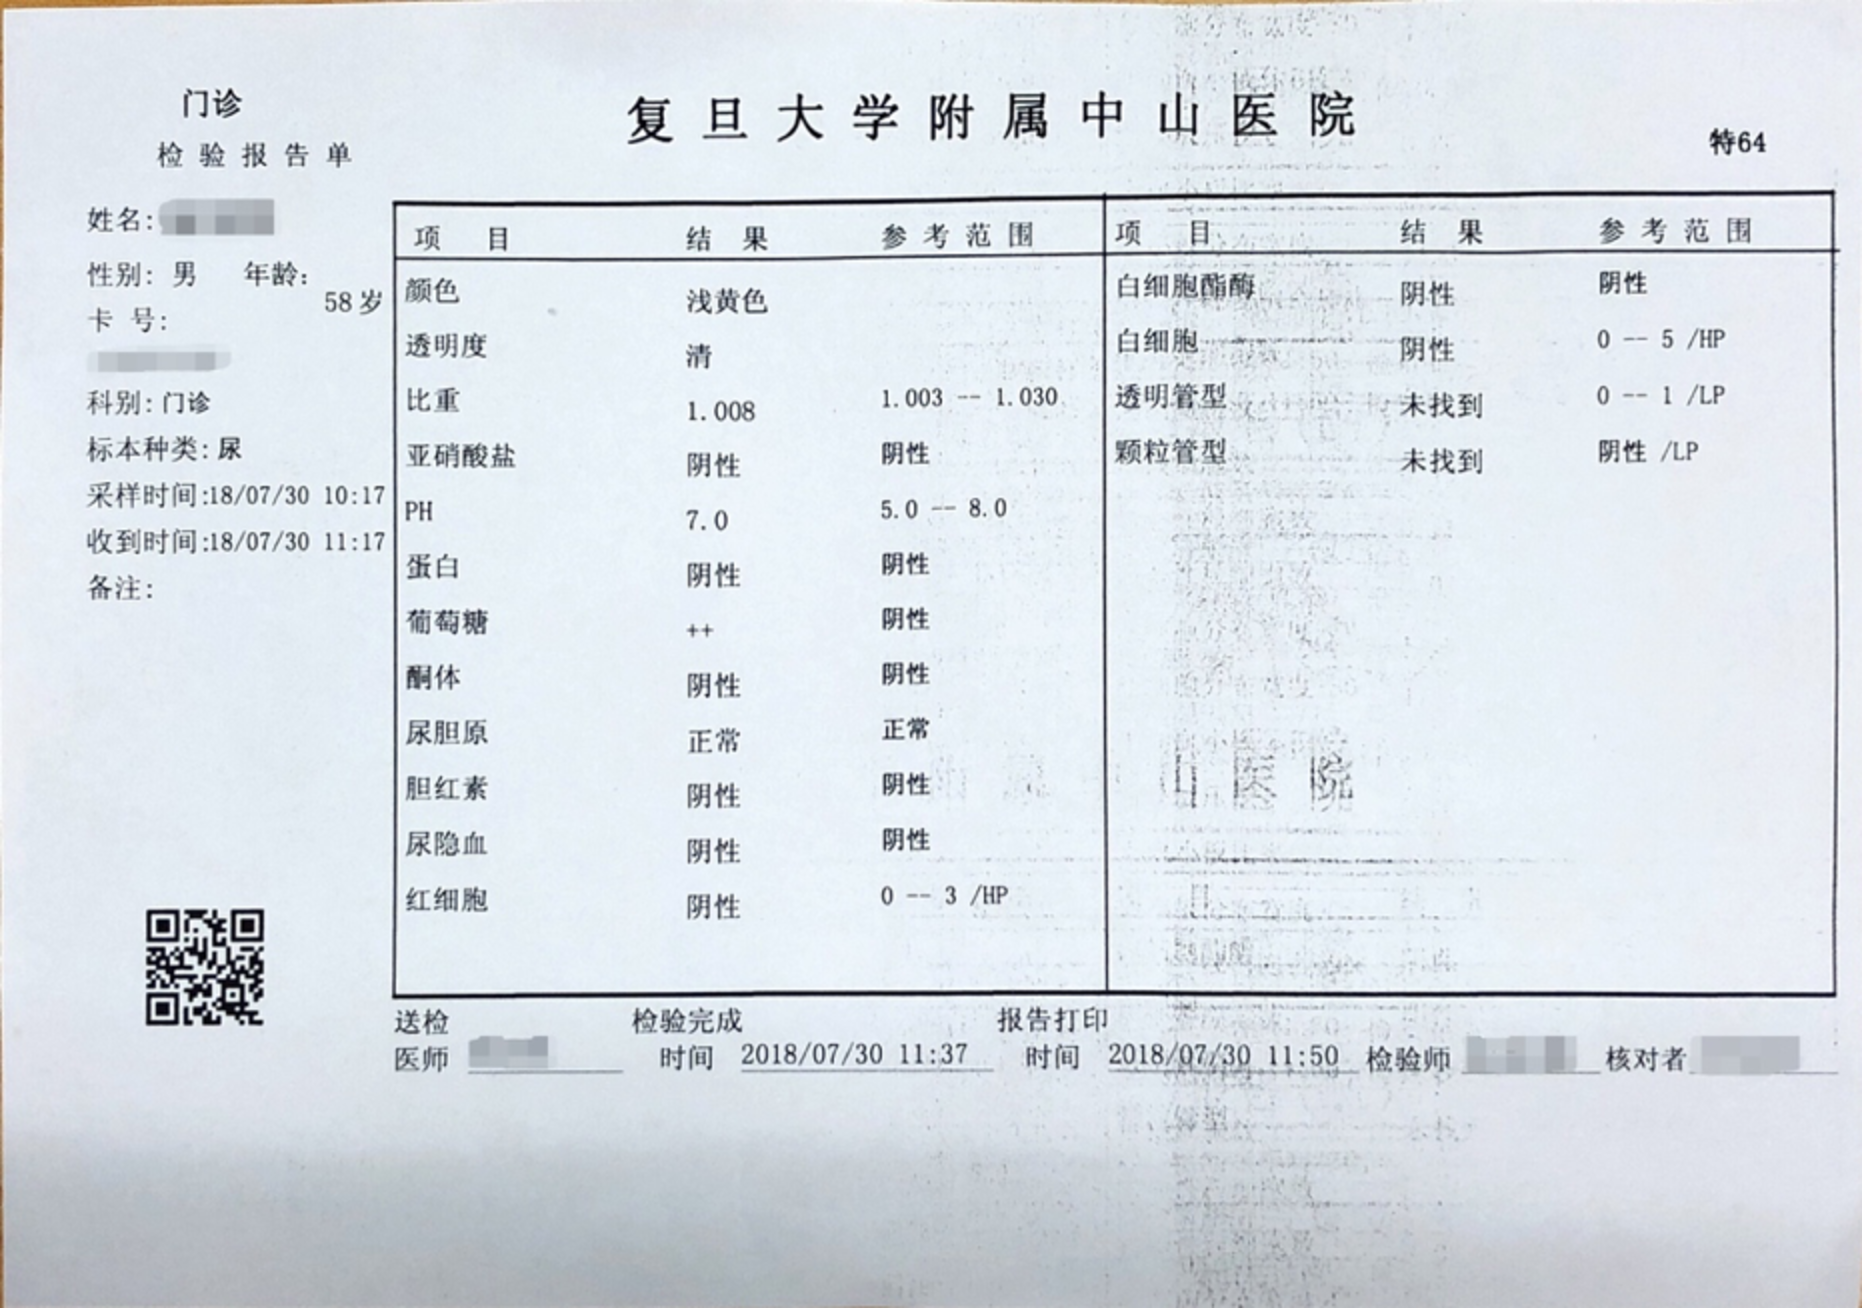 门诊
检验报告单
复旦大学附属中山医院
特64
姓名:
性别: 男 年龄:
58岁
卡 号:
科别:门诊
标本种类:尿
采样时间:18/07/30 10:17
收到时间:18/07/30 11:17
备注:
项 目 结 果 参考范围
颜色 浅黄色
透明度 清
比重 1.008 1.003 -- 1.030
亚硝酸盐 阴性 阴性
PH 7.0 5.0 -- 8.0
蛋白 阴性 阴性
葡萄糖 ++ 阴性
酮体 阴性 阴性
尿胆原 正常 正常
胆红素 阴性 阴性
尿隐血 阴性 阴性
红细胞 阴性 0 -- 3 /HP
项 目 结 果 参考范围
白细胞酯酶 阴性 阴性
白细胞 阴性 0 -- 5 /HP
透明管型 未找到 0 -- 1 /LP
颗粒管型 未找到 阴性 /LP
山医院
送检 检验完成 报告打印
医师 时间 2018/07/30 11:37 时间 2018/07/30 11:50 检验师 核对者